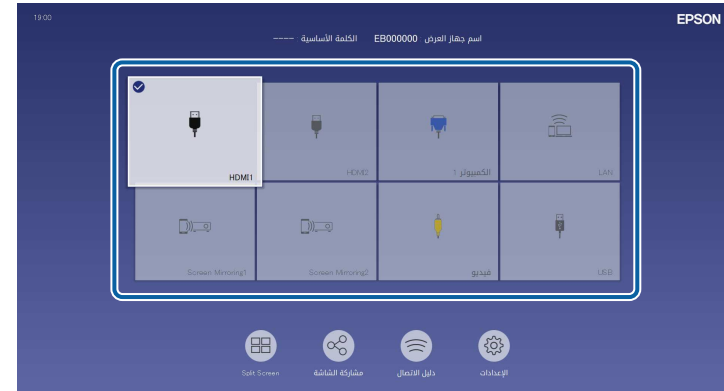 19:00
EPSON
اسم جهاز العرض EB000000 الكلمة الأساسية ----
HDMI1
HDMI2
الكمبيوتر 1
LAN
Screen Mirroring1
Screen Mirroring2
فيديو
USB
Split Screen
مشاركة الشاشة
دليل الاتصال
الإعدادات